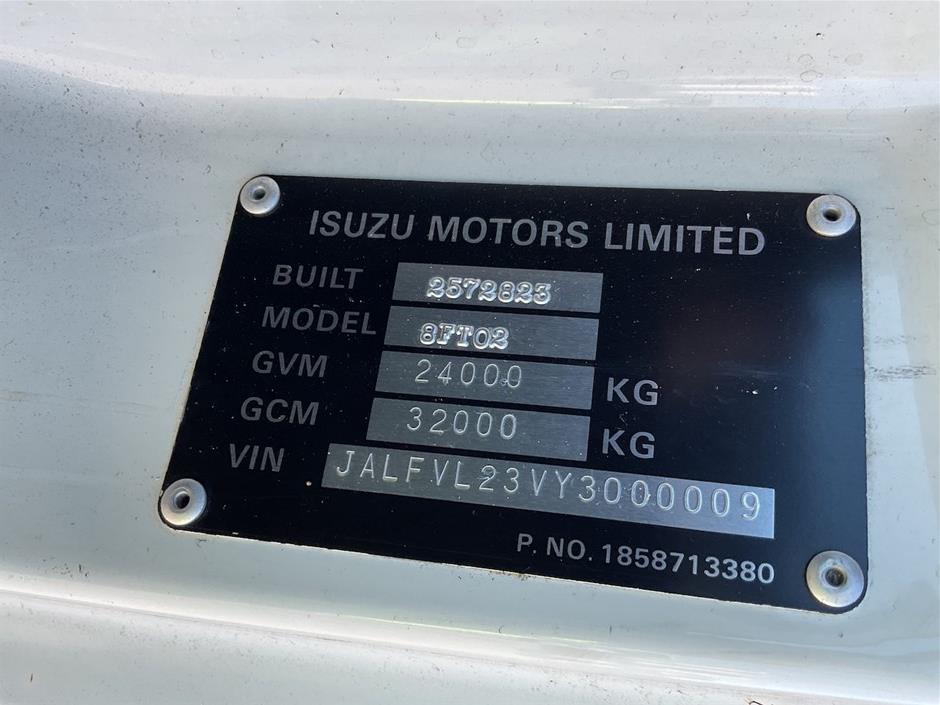 ISUZU MOTORS LIMITED
BUILT 2572823
MODEL 8FT02
GVM 24000 KG
GCM 32000 KG
VIN JALFVL23VY3000009
P. NO. 1858713380